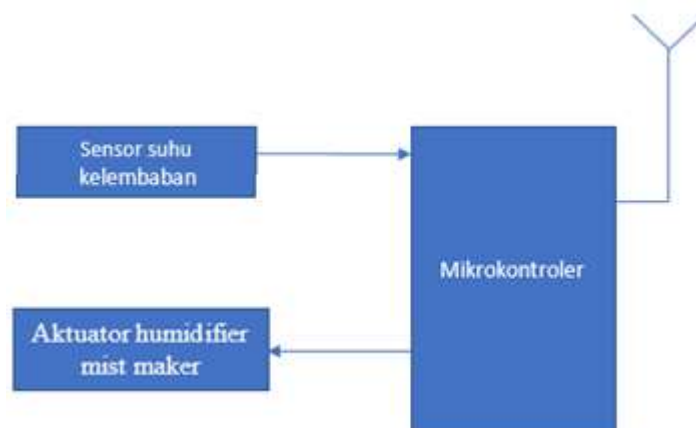 Sensor suhu
kelembaban
Mikrokontroler
Aktuator humidifier
mist maker